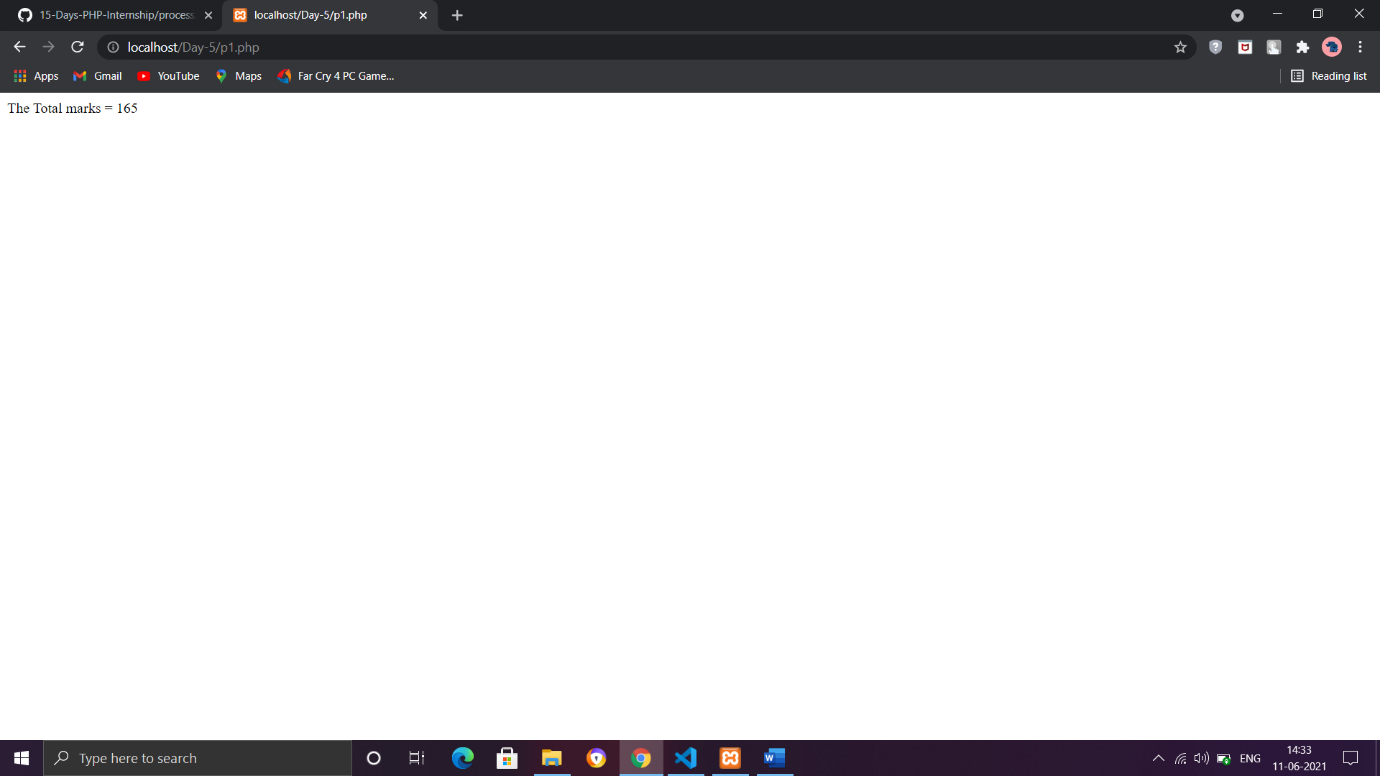 15-Days-PHP-Internship/process
localhost/Day-5/p1.php
localhost/Day-5/p1.php
Apps
Gmail
YouTube
Maps
Far Cry 4 PC Game...
Reading list
The Total marks = 165
Type here to search
W
ENG
14:33
11-06-2021